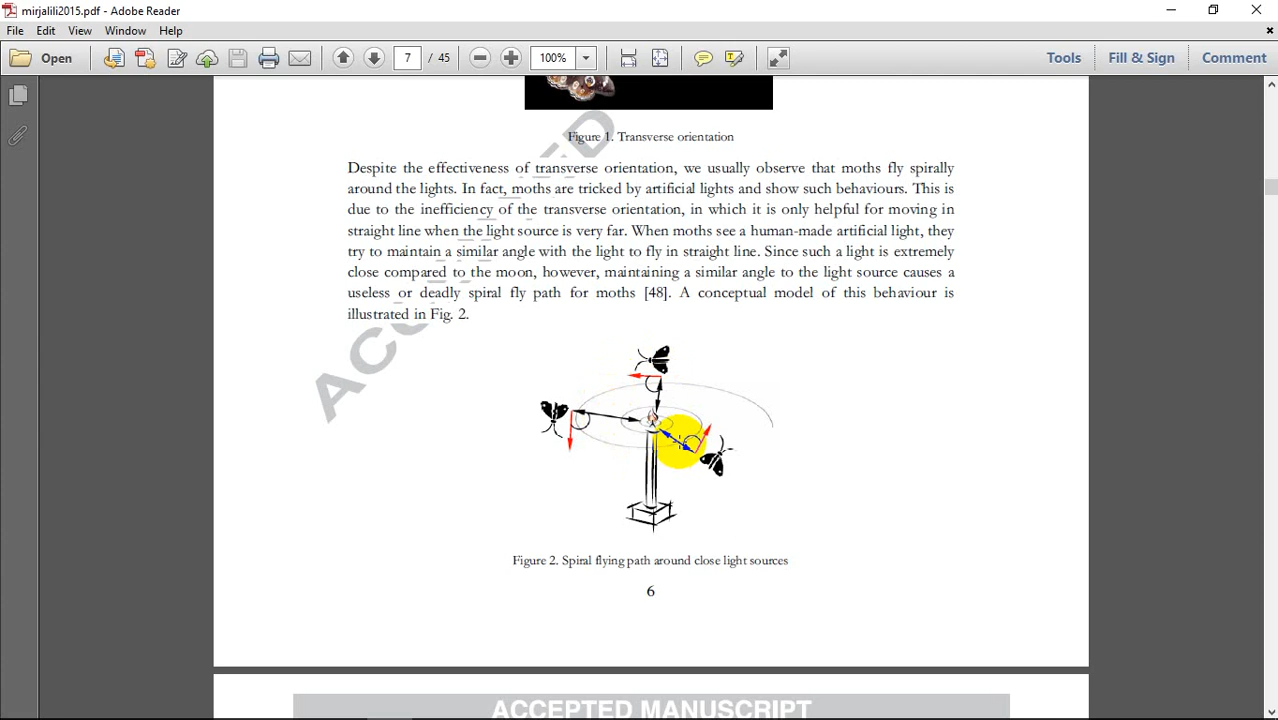 mirjalili2015.pdf - Adobe Reader
File Edit View Window Help
Open 7 / 45 100% Tools Fill & Sign Comment
Figure 1. Transverse orientation
Despite the effectiveness of transverse orientation, we usually observe that moths fly spirally
around the lights. In fact, moths are tricked by artificial lights and show such behaviours. This is
due to the inefficiency of the transverse orientation, in which it is only helpful for moving in
straight line when the light source is very far. When moths see a human-made artificial light, they
try to maintain a similar angle with the light to fly in straight line. Since such a light is extremely
close compared to the moon, however, maintaining a similar angle to the light source causes a
useless or deadly spiral fly path for moths [48]. A conceptual model of this behaviour is
illustrated in Fig. 2.
Figure 2. Spiral flying path around close light sources
6
ACCEPTED MANUSCRIPT